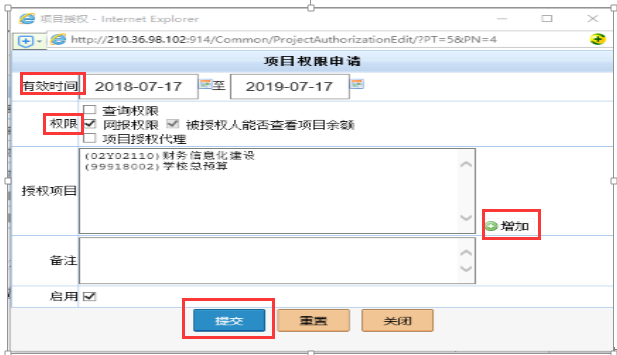 项目授权 - Internet Explorer
http://210.36.98.102:914/Common/ProjectAuthorizationEdit/?PT=5&PN=4
项目权限申请
有效时间 2018-07-17 至 2019-07-17
查询权限
权限 网报权限 被授权人能否查看项目余额
项目授权代理
(02Y02110)财务信息化建设
(99918002)学校总预算
授权项目
增加
备注
启用
提交 重置 关闭